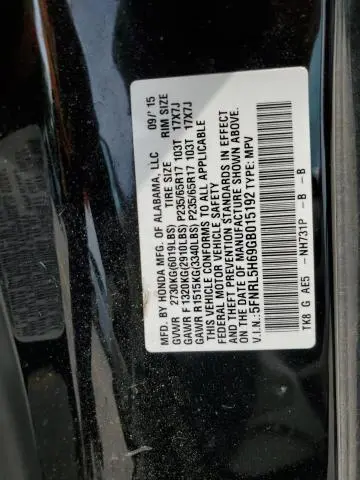 MFD. BY HONDA MFG. OF ALABAMA, LLC 09/'15
TIRE SIZE RIM SIZE
GVWR 2730KG(6019LBS)
GAWR F 1320KG(2910LBS) P235/65R17 103T 17X7J
GAWR R 1515KG(3340LBS) P235/65R17 103T 17X7J
THIS VEHICLE CONFORMS TO ALL APPLICABLE
FEDERAL MOTOR VEHICLE SAFETY
AND THEFT PREVENTION STANDARDS IN EFFECT
ON THE DATE OF MANUFACTURE SHOWN ABOVE.
V.I.N: 5FNRL5H69GB015192 TYPE: MPV
TK8 G AE5 - NH731P - B - B